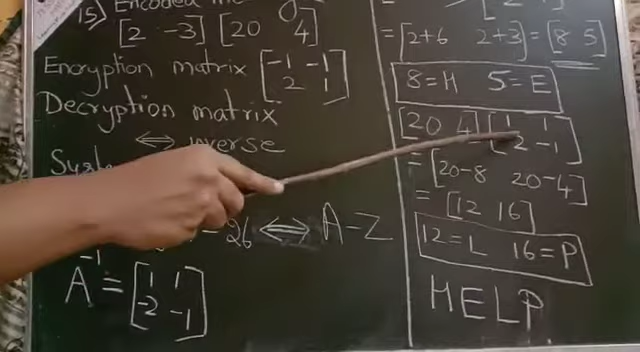 15) Encoded me
[2 -3] [20 4]
Encryption matrix [-1 -1
2 1]
Decryption matrix
⟺ inverse
- 26 ⟺ A-Z
A⁻¹ = [1 1
-2 -1]
= [2+6 2+3] = [8 5]
8=H 5=E
[20 4] [1 1
-2 -1]
= [20-8 20-4]
= [12 16]
12=L 16=P
HELP